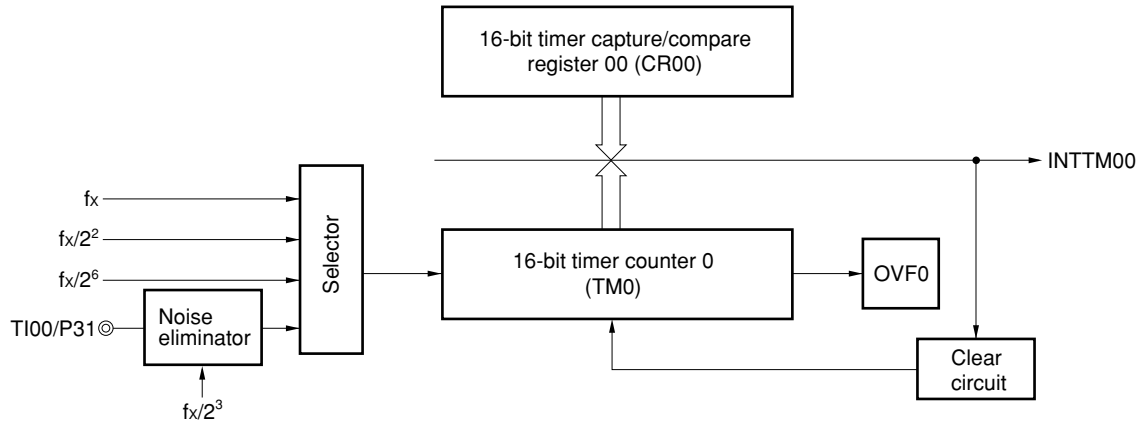 16-bit timer capture/compare
register 00 (CR00)
INTTM00
fx
fx/2²
fx/2⁶
TI00/P31
Noise
eliminator
fx/2³
Selector
16-bit timer counter 0
(TM0)
OVF0
Clear
circuit